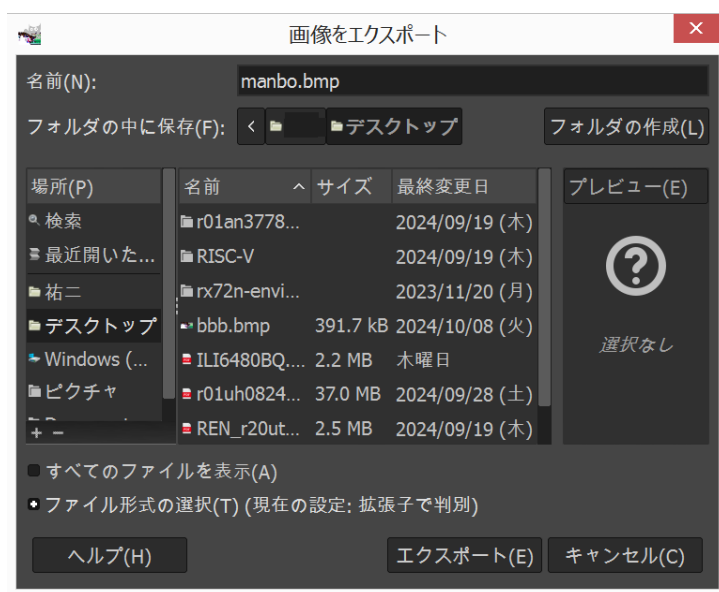 画像をエクスポート
名前(N): manbo.bmp
フォルダの中に保存(F): デスクトップ フォルダの作成(L)
場所(P) 名前 サイズ 最終変更日 プレビュー(E)
検索 r01an3778... 2024/09/19 (木)
最近開いた... RISC-V 2024/09/19 (木)
祐二 rx72n-envi... 2023/11/20 (月)
デスクトップ bbb.bmp 391.7 kB 2024/10/08 (火)
選択なし
Windows (... ILI6480BQ.... 2.2 MB 木曜日
ピクチャ r01uh0824... 37.0 MB 2024/09/28 (土)
REN_r20ut... 2.5 MB 2024/09/19 (木)
すべてのファイルを表示(A)
ファイル形式の選択(T) (現在の設定: 拡張子で判別)
ヘルプ(H) エクスポート(E) キャンセル(C)